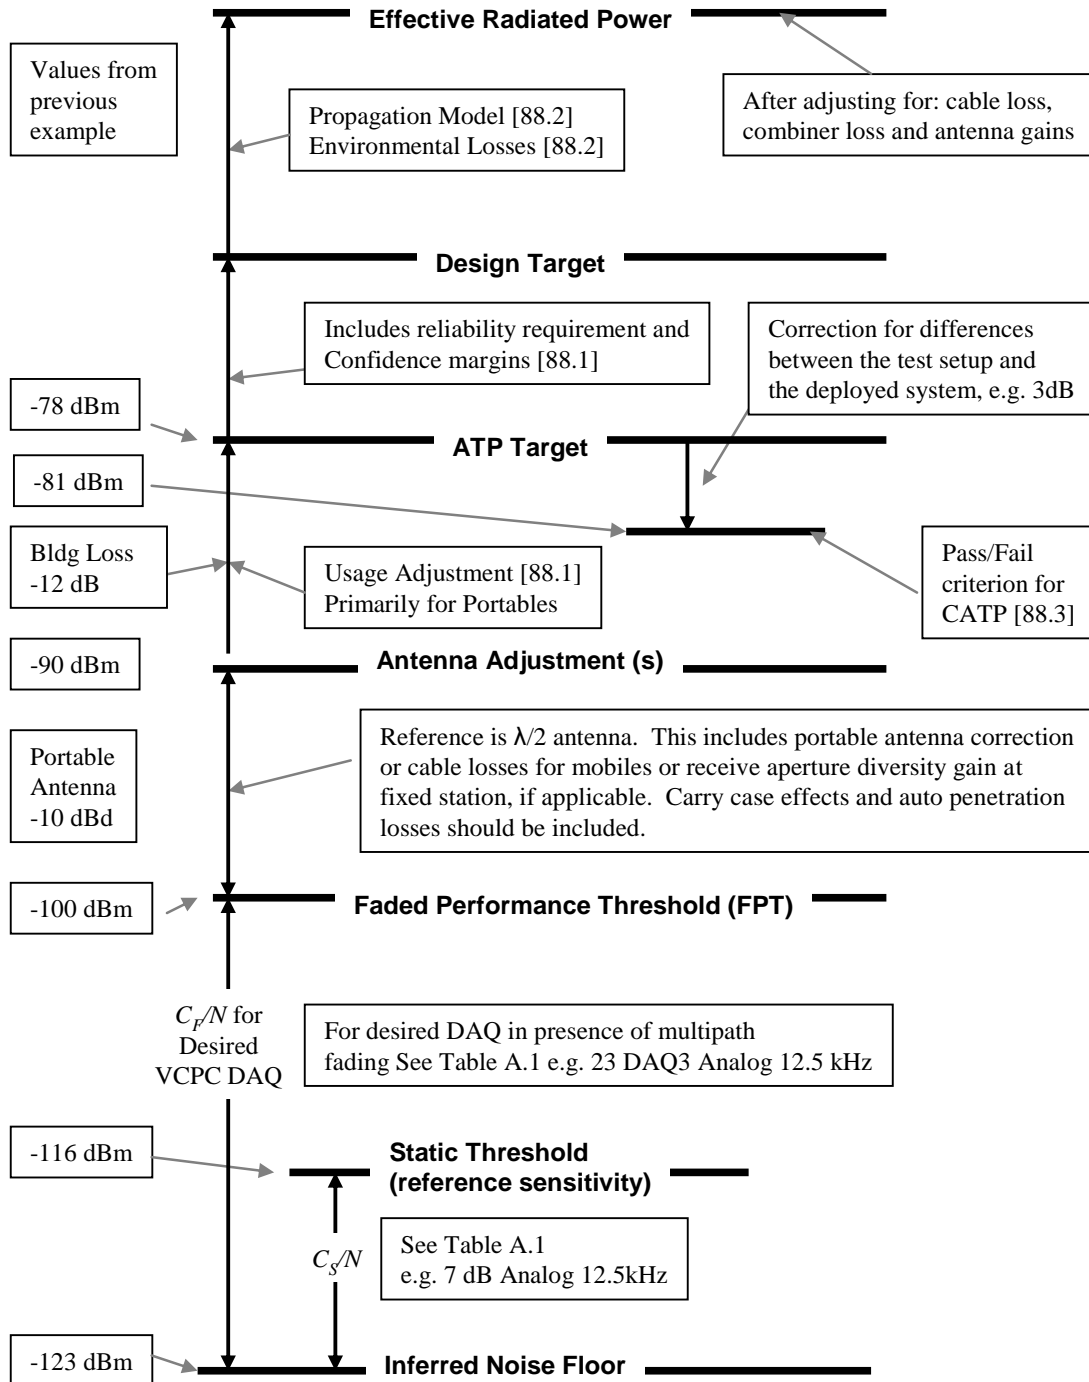 Effective Radiated Power
Values from
previous
example
Propagation Model [88.2]
Environmental Losses [88.2]
After adjusting for: cable loss,
combiner loss and antenna gains
Design Target
Includes reliability requirement and
Confidence margins [88.1]
Correction for differences
between the test setup and
the deployed system, e.g. 3dB
-78 dBm
ATP Target
-81 dBm
Bldg Loss
-12 dB
Usage Adjustment [88.1]
Primarily for Portables
Pass/Fail
criterion for
CATP [88.3]
-90 dBm
Antenna Adjustment (s)
Portable
Antenna
-10 dBd
Reference is λ/2 antenna.  This includes portable antenna correction
or cable losses for mobiles or receive aperture diversity gain at
fixed station, if applicable.  Carry case effects and auto penetration
losses should be included.
-100 dBm
Faded Performance Threshold (FPT)
C_F/N for
Desired
VCPC DAQ
For desired DAQ in presence of multipath
fading See Table A.1 e.g. 23 DAQ3 Analog 12.5 kHz
-116 dBm
Static Threshold
(reference sensitivity)
C_S/N
See Table A.1
e.g. 7 dB Analog 12.5kHz
-123 dBm
Inferred Noise Floor